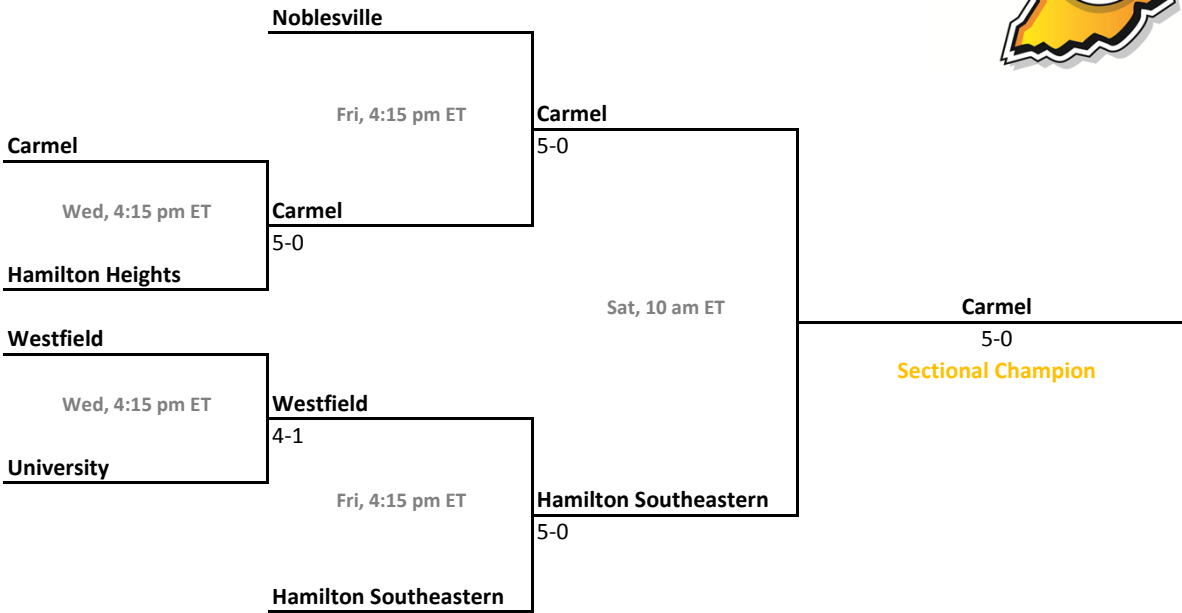 Noblesville
Fri, 4:15 pm ET
Carmel
5-0
Carmel
Wed, 4:15 pm ET
Carmel
5-0
Hamilton Heights
Sat, 10 am ET
Carmel
5-0
Sectional Champion
Westfield
Wed, 4:15 pm ET
Westfield
4-1
University
Fri, 4:15 pm ET
Hamilton Southeastern
5-0
Hamilton Southeastern